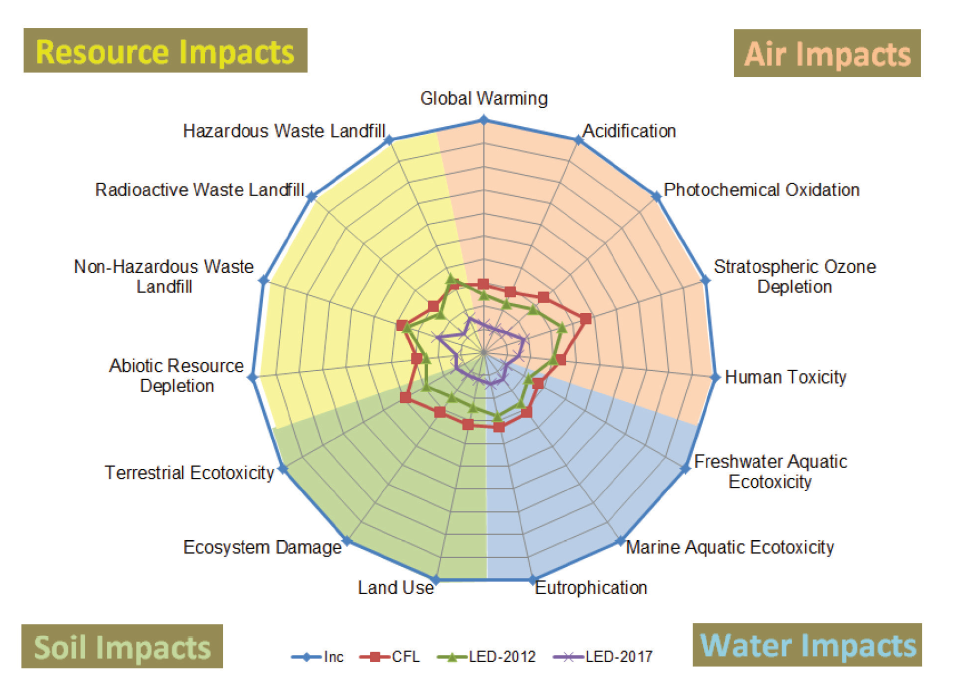 Resource Impacts
Air Impacts
Global Warming
Hazardous Waste Landfill
Acidification
Radioactive Waste Landfill
Photochemical Oxidation
Non-Hazardous Waste
Landfill
Stratospheric Ozone
Depletion
Abiotic Resource
Depletion
Human Toxicity
Terrestrial Ecotoxicity
Freshwater Aquatic
Ecotoxicity
Ecosystem Damage
Marine Aquatic Ecotoxicity
Land Use
Eutrophication
Soil Impacts
Inc
CFL
LED-2012
LED-2017
Water Impacts